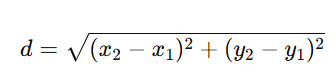 d = √(x₂ − x₁)² + (y₂ − y₁)²